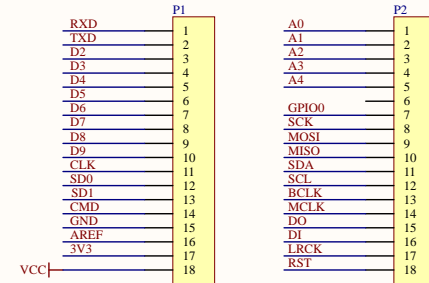 P1
RXD 1
TXD 2
D2 3
D3 4
D4 5
D5 6
D6 7
D7 8
D8 9
D9 10
CLK 11
SD0 12
SD1 13
CMD 14
GND 15
AREF 16
3V3 17
VCC 18
P2
A0 1
A1 2
A2 3
A3 4
A4 5
6
GPIO0 7
SCK 8
MOSI 9
MISO 10
SDA 11
SCL 12
BCLK 13
MCLK 14
DO 15
DI 16
LRCK 17
RST 18